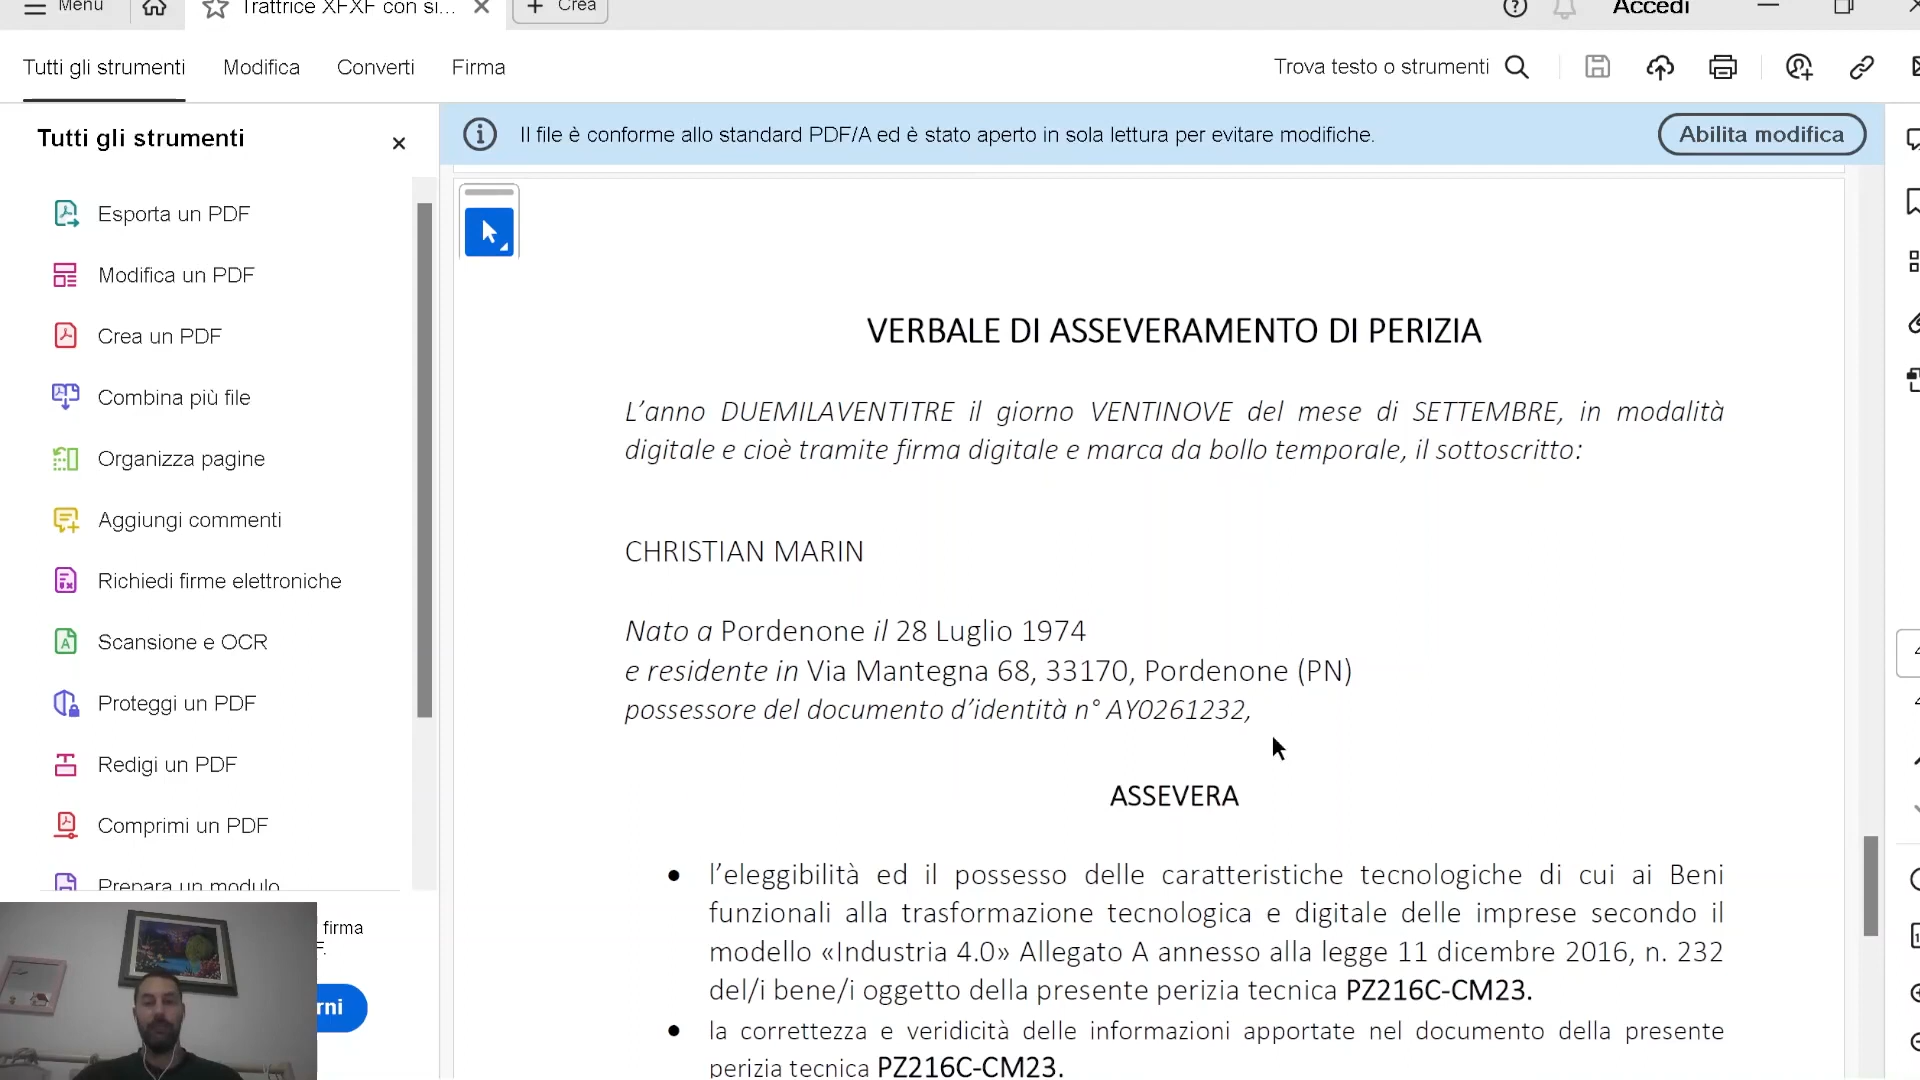 Menu
Trattrice XFXF con si...
Crea
Accedi
Tutti gli strumenti
Modifica
Converti
Firma
Trova testo o strumenti
Tutti gli strumenti
Il file è conforme allo standard PDF/A ed è stato aperto in sola lettura per evitare modifiche.
Abilita modifica
Esporta un PDF
Modifica un PDF
Crea un PDF
Combina più file
Organizza pagine
Aggiungi commenti
Richiedi firme elettroniche
Scansione e OCR
Proteggi un PDF
Redigi un PDF
Comprimi un PDF
Prepara un modulo
firma
F.
rni
VERBALE DI ASSEVERAMENTO DI PERIZIA
L’anno DUEMILAVENTITRE il giorno VENTINOVE del mese di SETTEMBRE, in modalità
digitale e cioè tramite firma digitale e marca da bollo temporale, il sottoscritto:
CHRISTIAN MARIN
Nato a Pordenone il 28 Luglio 1974
e residente in Via Mantegna 68, 33170, Pordenone (PN)
possessore del documento d’identità n° AY0261232,
ASSEVERA
• l’eleggibilità ed il possesso delle caratteristiche tecnologiche di cui ai Beni
funzionali alla trasformazione tecnologica e digitale delle imprese secondo il
modello «Industria 4.0» Allegato A annesso alla legge 11 dicembre 2016, n. 232
del/i bene/i oggetto della presente perizia tecnica PZ216C-CM23.
• la correttezza e veridicità delle informazioni apportate nel documento della presente
perizia tecnica PZ216C-CM23.